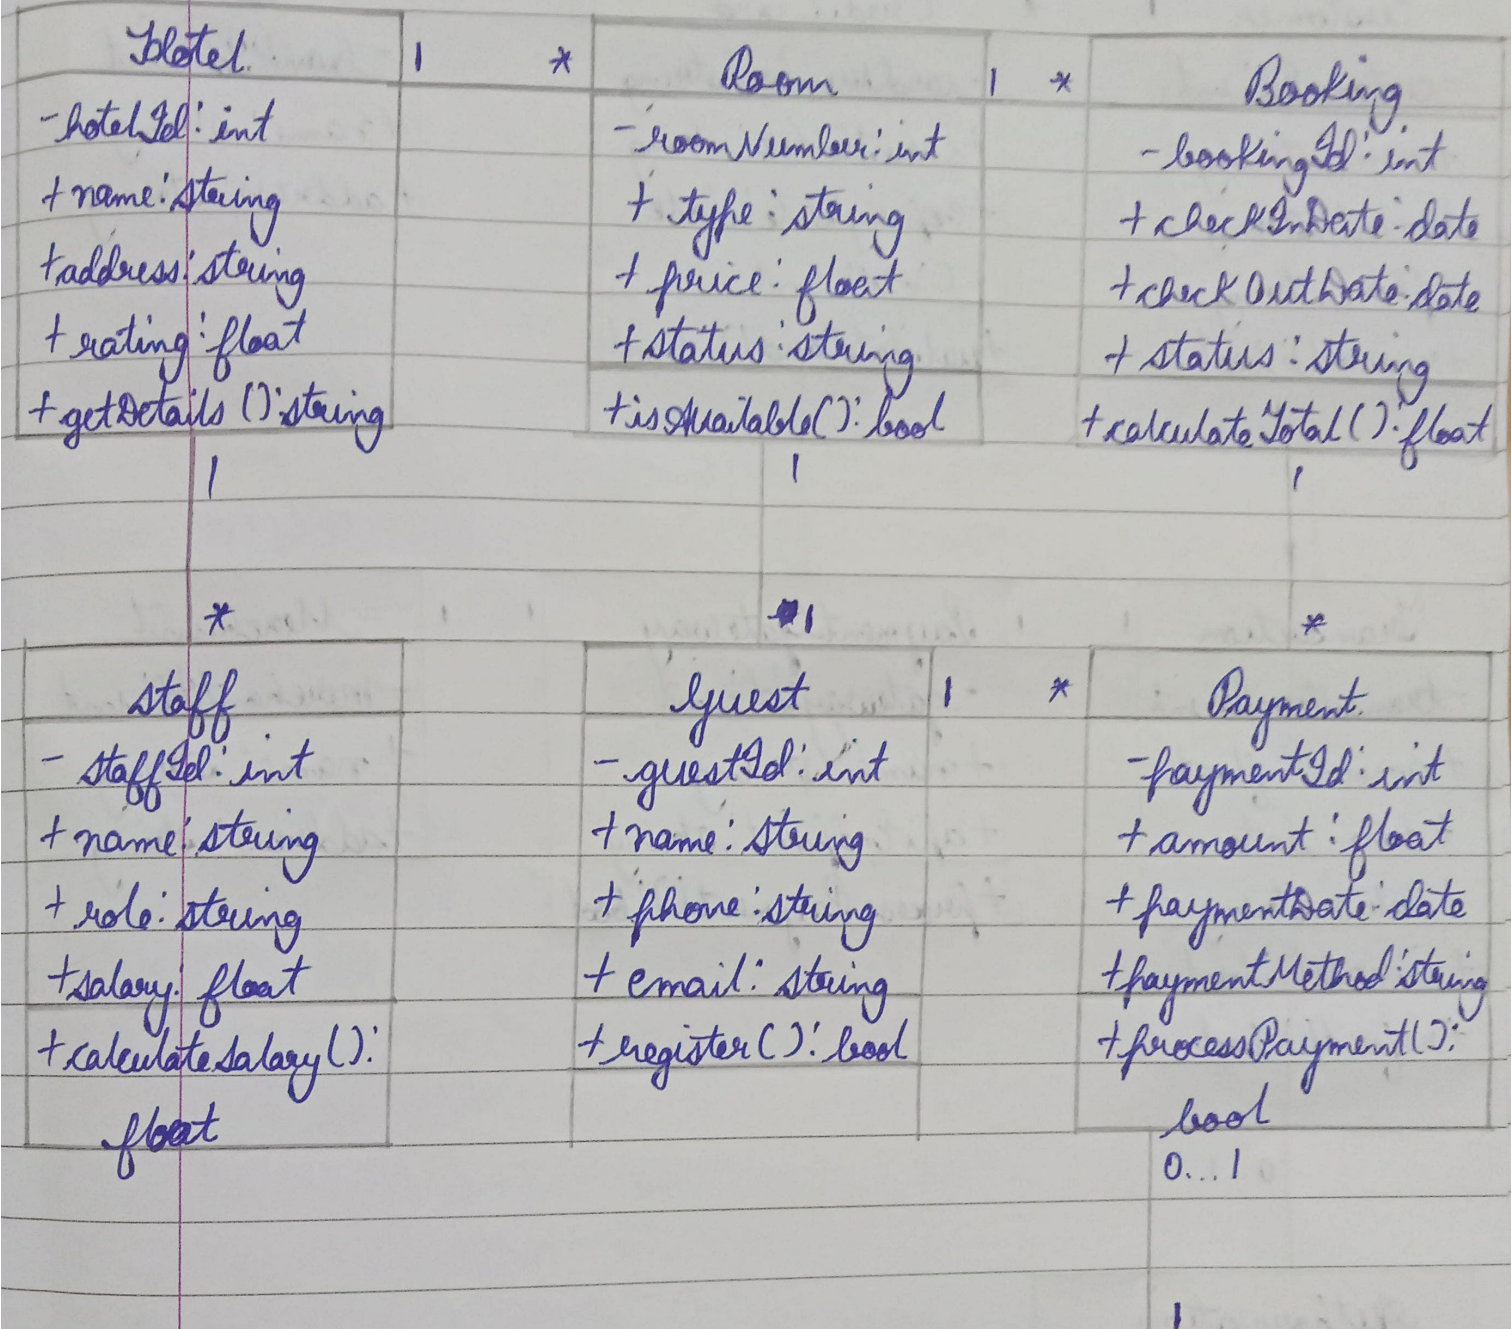 Hotel
- hotelId: int
+ name: string
+ address: string
+ rating: float
+ getDetails(): string
1 *
Room
- roomNumber: int
+ type: string
+ price: float
+ status: string
+ isAvailable(): bool
1 *
Booking
- bookingId: int
+ checkInDate: date
+ checkOutDate: date
+ status: string
+ calculateTotal(): float
1
*
1
1
1
*
Staff
- staffId: int
+ name: string
+ role: string
+ salary: float
+ calculateSalary():
float
Guest
- guestId: int
+ name: string
+ phone: string
+ email: string
+ register(): bool
1 *
Payment
- paymentId: int
+ amount: float
+ paymentDate: date
+ paymentMethod: string
+ processPayment():
bool
0...1
1